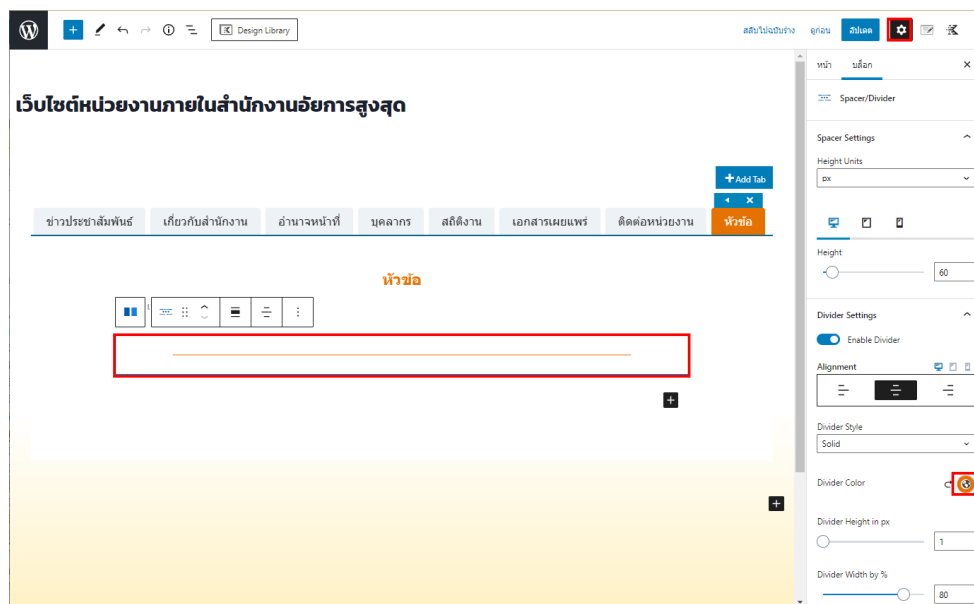 Design Library
สลับไปฉบับร่าง
ดูก่อน
อัปเดต
หน้า
บล็อก
Spacer/Divider
เว็บไซต์หน่วยงานภายในสำนักงานอัยการสูงสุด
Spacer Settings
Height Units
px
Add Tab
ข่าวประชาสัมพันธ์
เกี่ยวกับสำนักงาน
อำนาจหน้าที่
บุคลากร
สถิติงาน
เอกสารเผยแพร่
ติดต่อหน่วยงาน
หัวข้อ
Height
60
หัวข้อ
Divider Settings
Enable Divider
Alignment
Divider Style
Solid
Divider Color
Divider Height in px
1
Divider Width by %
80